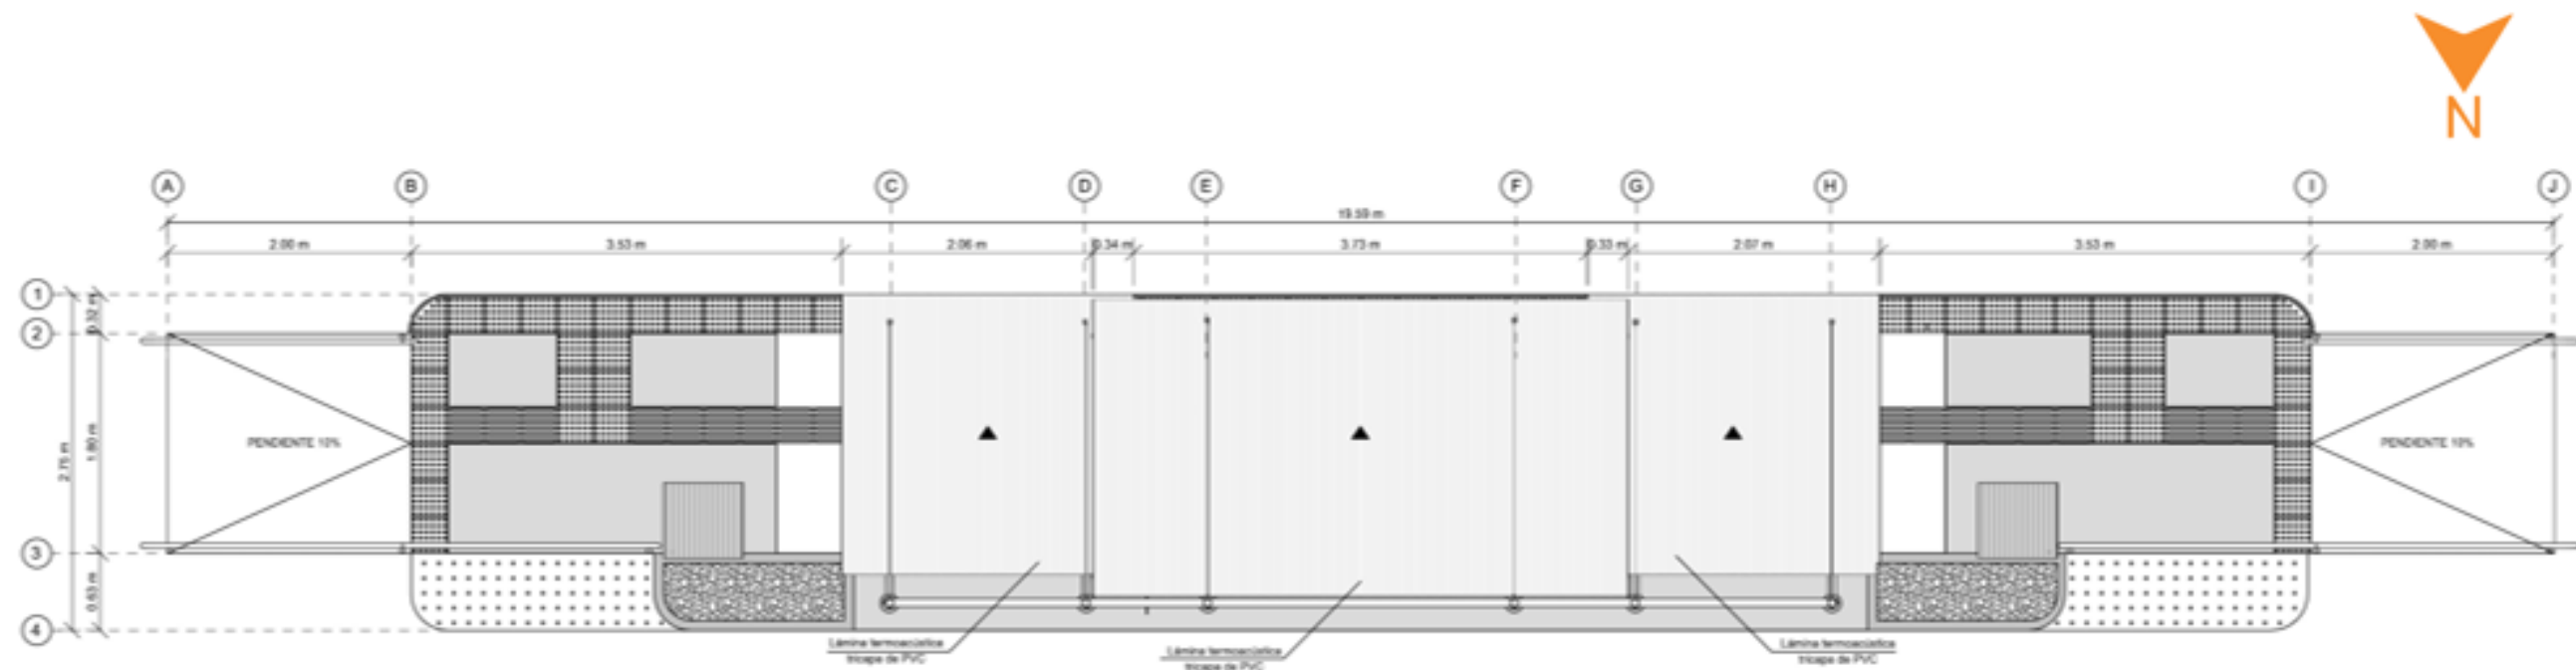 N
A B C D E F G H I J
19.59 m
2.00 m 3.53 m 2.06 m 0.34 m 3.73 m 0.33 m 2.07 m 3.53 m 2.00 m
1
2
3
4
0.32 m
1.80 m
2.75 m
0.63 m
PENDIENTE 10%
PENDIENTE 10%
Lámina termoacústica
tricapa de PVC
Lámina termoacústica
tricapa de PVC
Lámina termoacústica
tricapa de PVC